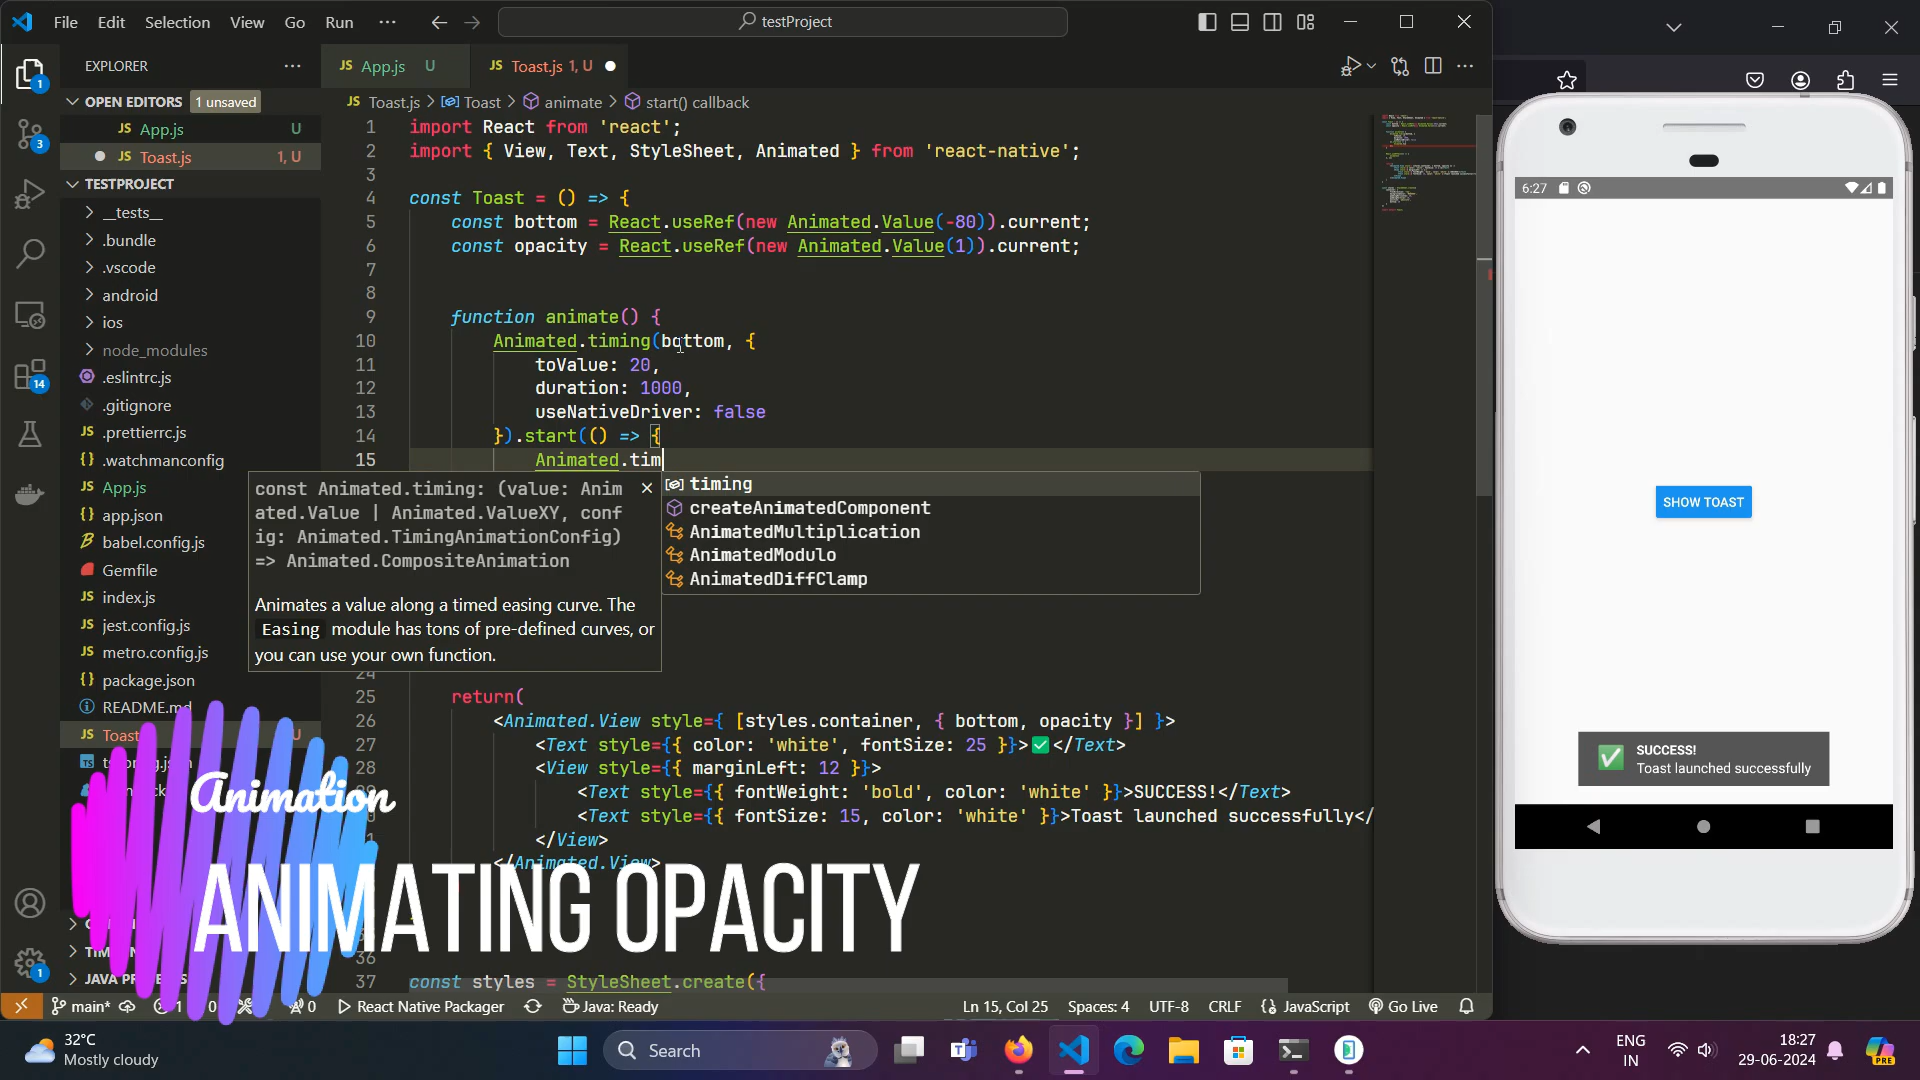 File Edit Selection View Go Run ··· testProject
EXPLORER
OPEN EDITORS 1 unsaved
JS App.js U
JS Toast.js 1, U
TESTPROJECT
__tests__
.bundle
.vscode
android
ios
node_modules
.eslintrc.js
.gitignore
JS .prettierrc.js
{} .watchmanconfig
JS App.js
{} app.json
babel.config.js
Gemfile
JS index.js
JS jest.config.js
JS metro.config.js
{} package.json
README.md
JS Toast
JS App.js U JS Toast.js 1, U
JS Toast.js > Toast > animate > start() callback
1 import React from 'react';
2 import { View, Text, StyleSheet, Animated } from 'react-native';
3
4 const Toast = () => {
5 const bottom = React.useRef(new Animated.Value(-80)).current;
6 const opacity = React.useRef(new Animated.Value(1)).current;
7
8
9 function animate() {
10 Animated.timing(bottom, {
11 toValue: 20,
12 duration: 1000,
13 useNativeDriver: false
14 }).start(() => {
15 Animated.tim
const Animated.timing: (value: Anim
ated.Value | Animated.ValueXY, conf
ig: Animated.TimingAnimationConfig)
=> Animated.CompositeAnimation
Animates a value along a timed easing curve. The
Easing module has tons of pre-defined curves, or
you can use your own function.
timing
createAnimatedComponent
AnimatedMultiplication
AnimatedModulo
AnimatedDiffClamp
24
25 return(
26 <Animated.View style={ [styles.container, { bottom, opacity }] }>
27 <Text style={{ color: 'white', fontSize: 25 }}>✅</Text>
28 <View style={{ marginLeft: 12 }}>
<Text style={{ fontWeight: 'bold', color: 'white' }}>SUCCESS!</Text>
<Text style={{ fontSize: 15, color: 'white' }}>Toast launched successfully</
</View>
</Animated.View>
36
37 const styles = StyleSheet.create({
Animation
ANIMATING OPACITY
6:27
SHOW TOAST
SUCCESS!
Toast launched successfully
main* 0 React Native Packager Java: Ready Ln 15, Col 25 Spaces: 4 UTF-8 CRLF {} JavaScript Go Live
32°C
Mostly cloudy
Search
ENG
IN
18:27
29-06-2024